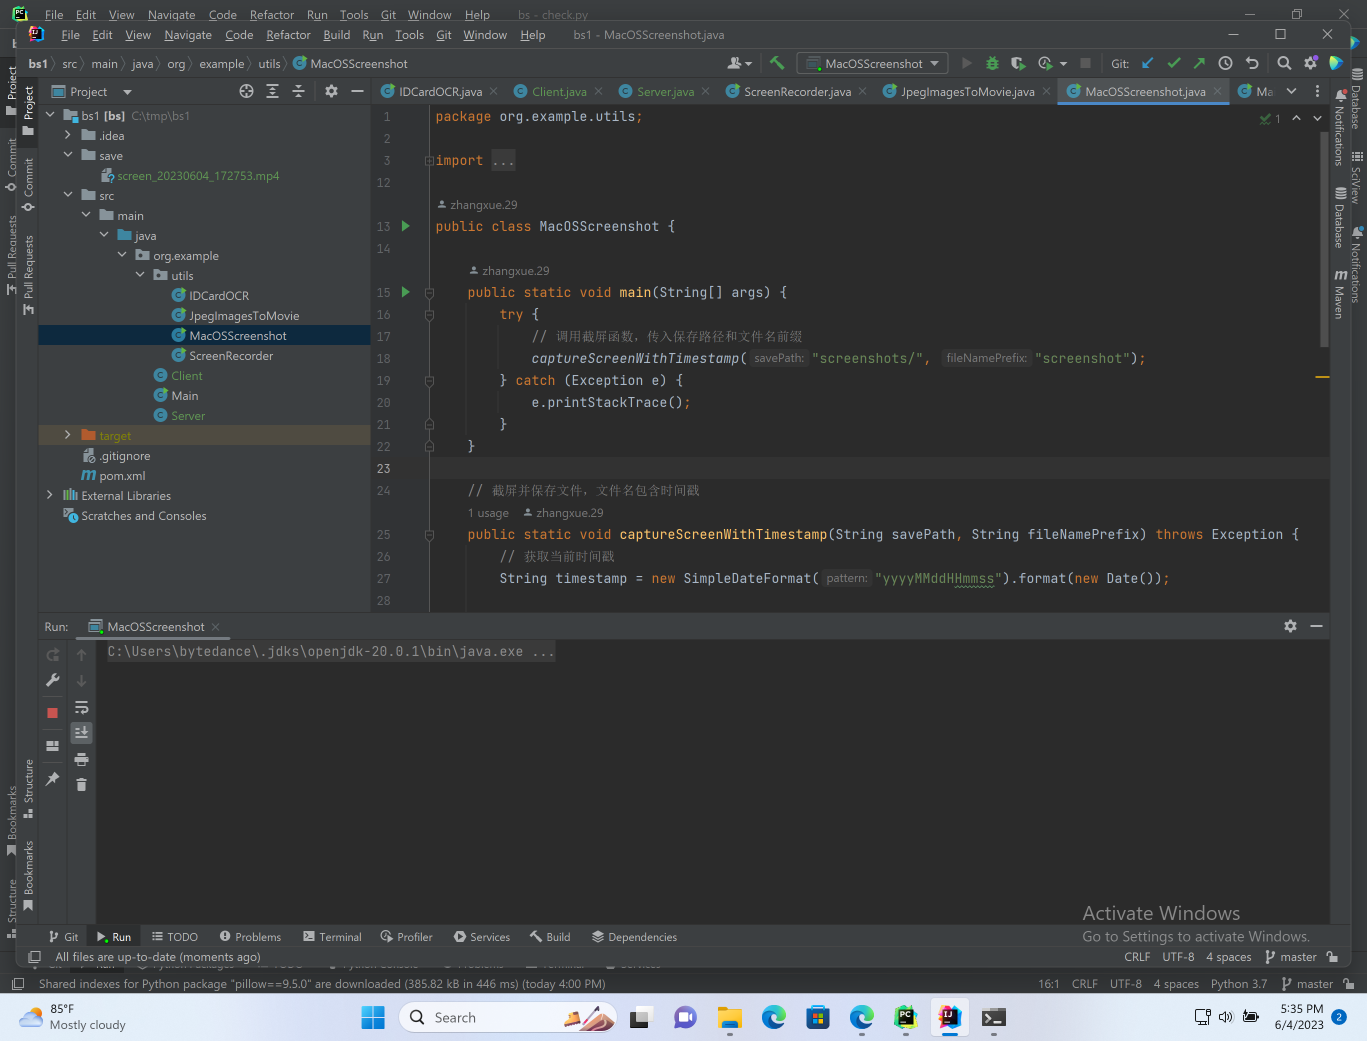 File Edit View Navigate Code Refactor Run Tools Git Window Help bs - check.py
File Edit View Navigate Code Refactor Build Run Tools Git Window Help bs1 - MacOSScreenshot.java
bs1 src main java org example utils MacOSScreenshot
MacOSScreenshot
Git:
Project
IDCardOCR.java
Client.java
Server.java
ScreenRecorder.java
JpegImagesToMovie.java
MacOSScreenshot.java
Ma
bs1 [bs] C:\tmp\bs1
.idea
save
screen_20230604_172753.mp4
src
main
java
org.example
utils
IDCardOCR
JpegImagesToMovie
MacOSScreenshot
ScreenRecorder
Client
Main
Server
target
.gitignore
pom.xml
External Libraries
Scratches and Consoles
1 package org.example.utils;
1
2
3 import ...
12
zhangxue.29
13 public class MacOSScreenshot {
14
zhangxue.29
15 public static void main(String[] args) {
16 try {
17 // 调用截屏函数，传入保存路径和文件名前缀
18 captureScreenWithTimestamp( savePath: "screenshots/", fileNamePrefix: "screenshot");
19 } catch (Exception e) {
20 e.printStackTrace();
21 }
22 }
23
24 // 截屏并保存文件，文件名包含时间戳
1 usage zhangxue.29
25 public static void captureScreenWithTimestamp(String savePath, String fileNamePrefix) throws Exception {
26 // 获取当前时间戳
27 String timestamp = new SimpleDateFormat( pattern: "yyyyMMddHHmmss").format(new Date());
28
Project
Commit
Pull Requests
Structure
Bookmarks
Project
Commit
Pull Requests
Bookmarks
Structure
Notifications
Database
Maven
Database
SciView
Notifications
Run: MacOSScreenshot
C:\Users\bytedance\.jdks\openjdk-20.0.1\bin\java.exe ...
Activate Windows
Go to Settings to activate Windows.
Git Run TODO Problems Terminal Profiler Services Build Dependencies
All files are up-to-date (moments ago)
CRLF UTF-8 4 spaces master
Shared indexes for Python package "pillow==9.5.0" are downloaded (385.82 kB in 446 ms) (today 4:00 PM)
16:1 CRLF UTF-8 4 spaces Python 3.7 master
85°F
Mostly cloudy
Search
5:35 PM
6/4/2023
2